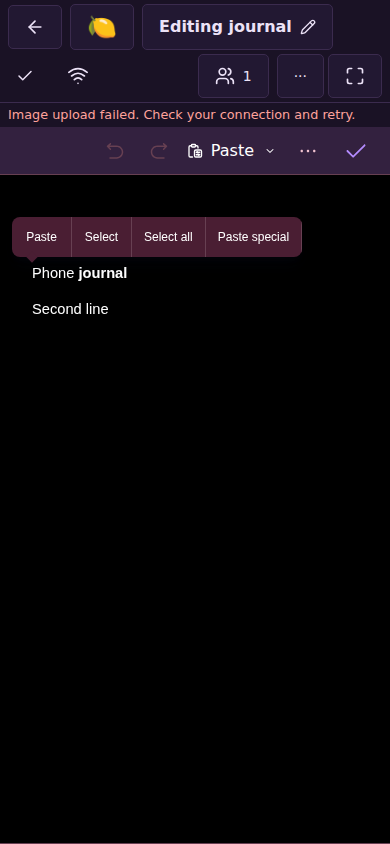 Editing journal
1
...
Image upload failed. Check your connection and retry.
Paste
...
Paste Select Select all Paste special
Phone journal
Second line